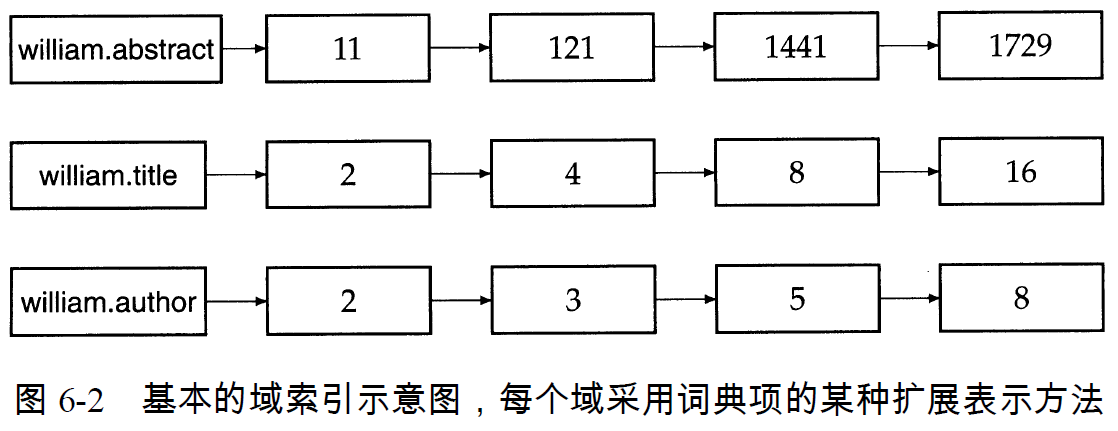 william.abstract 11 121 1441 1729
william.title 2 4 8 16
william.author 2 3 5 8
图 6-2 基本的域索引示意图，每个域采用词典项的某种扩展表示方法